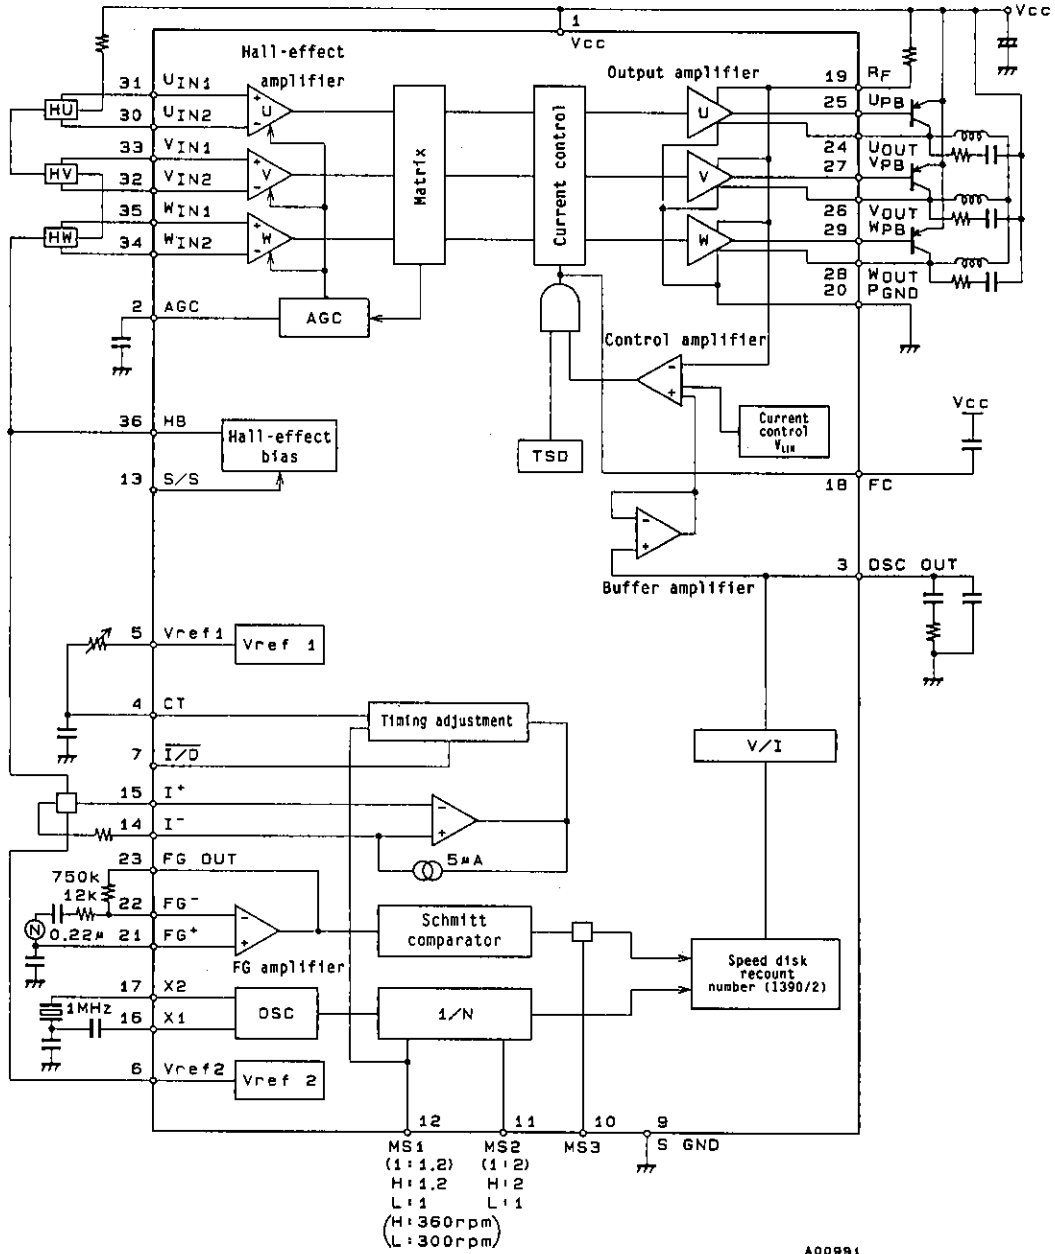 Vcc
1
Vcc
Hall-effect
amplifier
Output amplifier
31 UIN1
30 UIN2
33 VIN1
32 VIN2
35 WIN1
34 WIN2
HU
HV
HW
U
V
W
Matrix
Current control
U
V
W
19 RF
25 UPB
24 UOUT
27 VPB
26 VOUT
29 WPB
28 WOUT
20 PGND
2 AGC
AGC
Control amplifier
36 HB
Hall-effect
bias
13 S/S
TSD
Current
control
VLIM
Vcc
18 FC
3 DSC OUT
Buffer amplifier
5 Vref1
Vref 1
4 CT
Timing adjustment
7 I/D
V/I
15 I+
14 I-
5μA
23 FG OUT
750k
12k
22 FG-
N
0.22μ
21 FG+
FG amplifier
Schmitt
comparator
Speed disk
recount
number (1390/2)
17 X2
1MHz
16 X1
OSC
1/N
6 Vref2
Vref 2
12
11
10
9
MS1
MS2
MS3
S GND
(1:1.2)
(1:2)
H:1.2
H:2
L:1
L:1
(H:360rpm
L:300rpm)
A00991